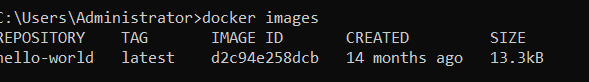 C:\Users\Administrator>docker images
REPOSITORY TAG IMAGE ID CREATED SIZE
hello-world latest d2c94e258dcb 14 months ago 13.3kB